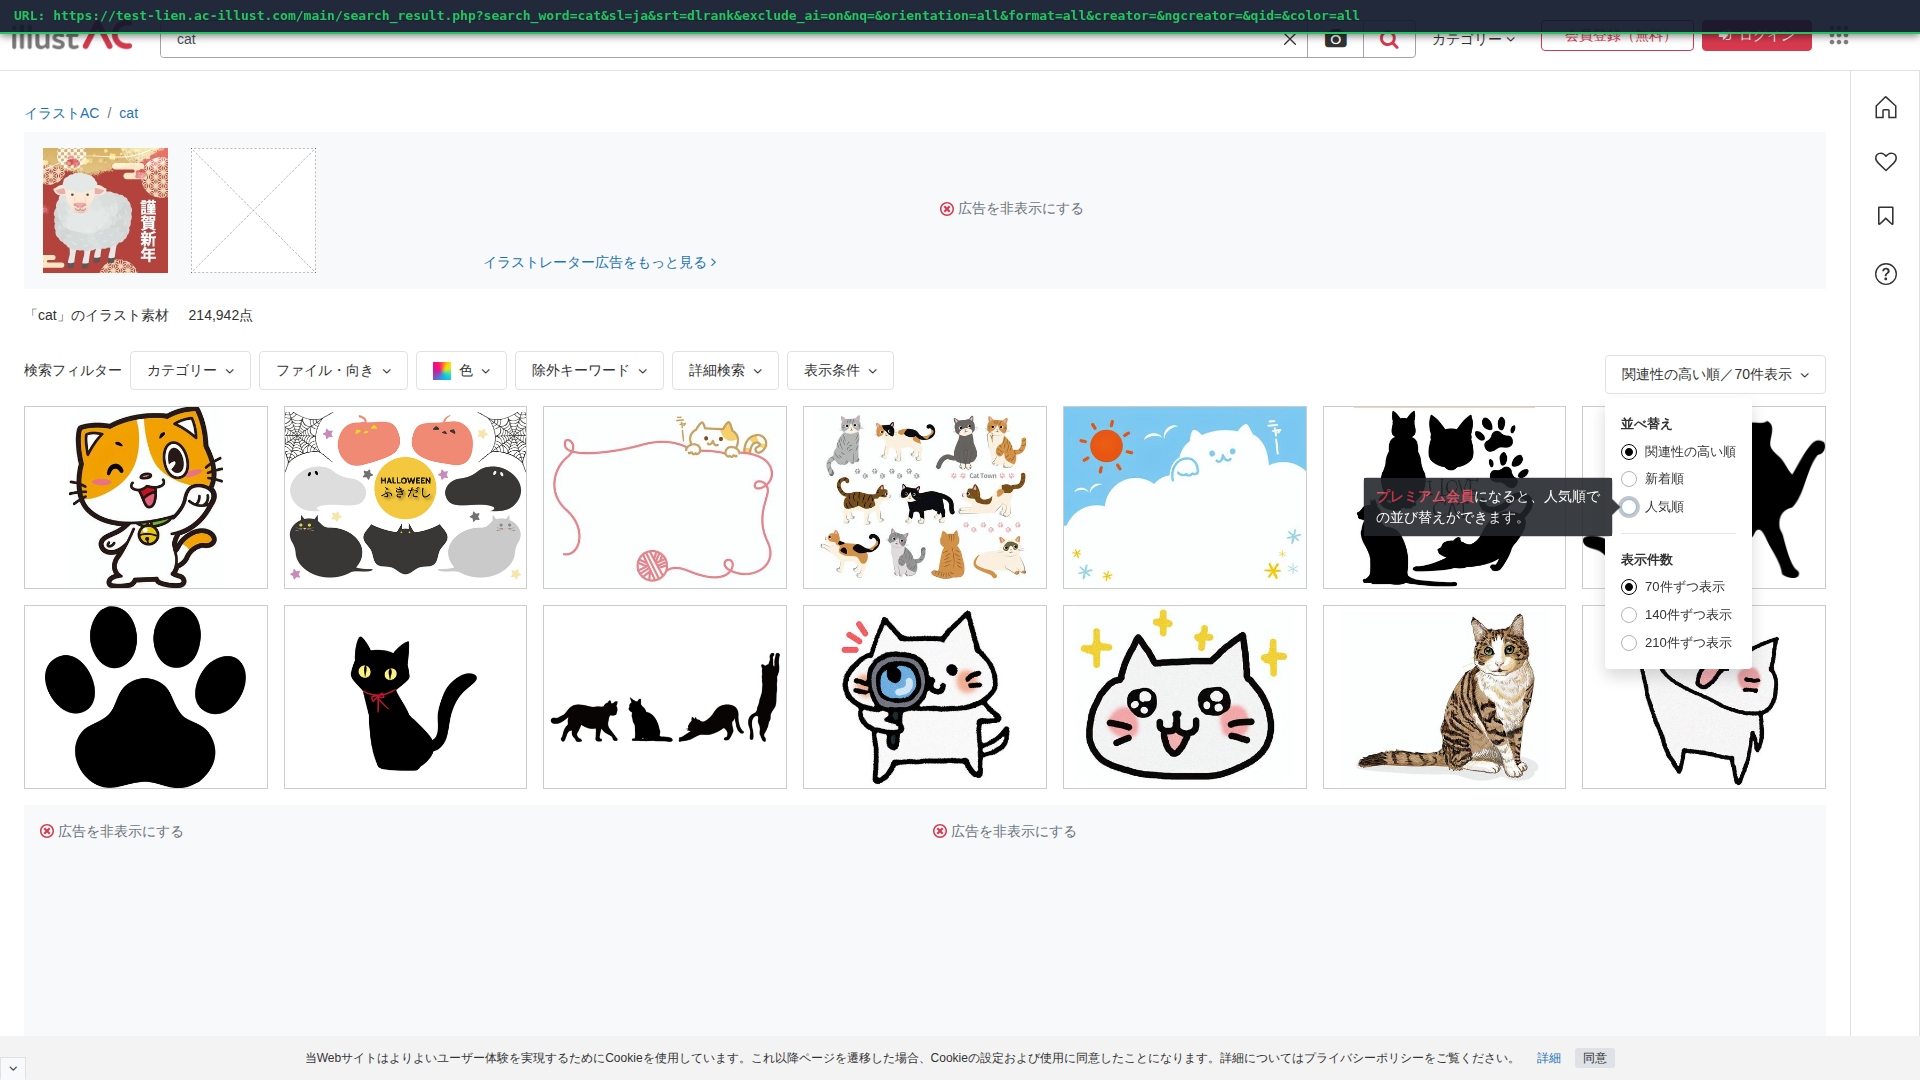 URL: https://test-lien.ac-illust.com/main/search_result.php?search_word=cat&sl=ja&srt=dlrank&exclude_ai=on&nq=&orientation=all&format=all&creator=&ngcreator=&qid=&color=all
illust AC
cat
カテゴリー
会員登録（無料）
ログイン
イラストAC / cat
謹賀新年
広告を非表示にする
イラストレーター広告をもっと見る
「cat」のイラスト素材 214,942点
検索フィルター
カテゴリー
ファイル・向き
色
除外キーワード
詳細検索
表示条件
関連性の高い順／70件表示
並べ替え
関連性の高い順
新着順
人気順
プレミアム会員になると、人気順で
の並び替えができます。
表示件数
70件ずつ表示
140件ずつ表示
210件ずつ表示
HALLOWEEN
ふきだし
Cat Town
広告を非表示にする
広告を非表示にする
当Webサイトはよりよいユーザー体験を実現するためにCookieを使用しています。これ以降ページを遷移した場合、Cookieの設定および使用に同意したことになります。詳細についてはプライバシーポリシーをご覧ください。
詳細
同意